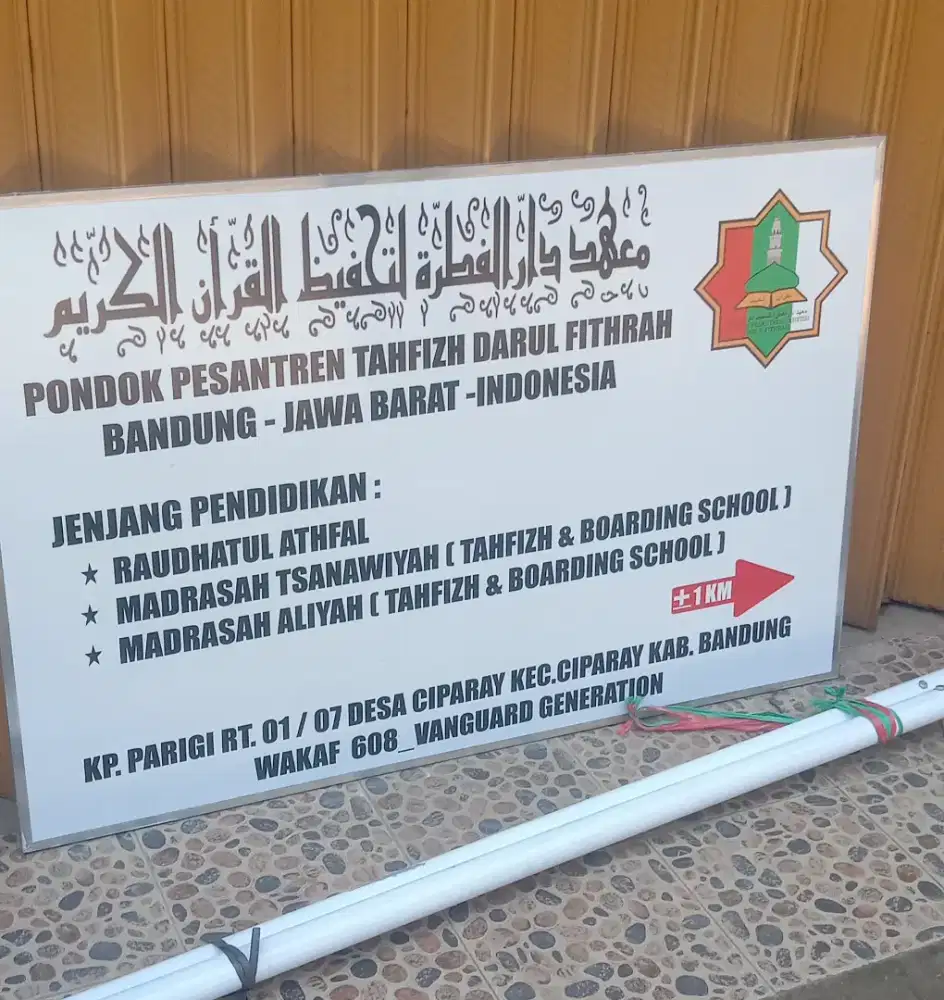 معهد دار الفطرة لتحفيظ القرآن الكريم
PONDOK PESANTREN TAHFIZH DARUL FITHRAH
BANDUNG - JAWA BARAT -INDONESIA
JENJANG PENDIDIKAN :
★ RAUDHATUL ATHFAL
★ MADRASAH TSANAWIYAH ( TAHFIZH & BOARDING SCHOOL )
★ MADRASAH ALIYAH ( TAHFIZH & BOARDING SCHOOL )
±1 KM
KP. PARIGI RT. 01 / 07 DESA CIPARAY KEC.CIPARAY KAB. BANDUNG
WAKAF 608_VANGUARD GENERATION